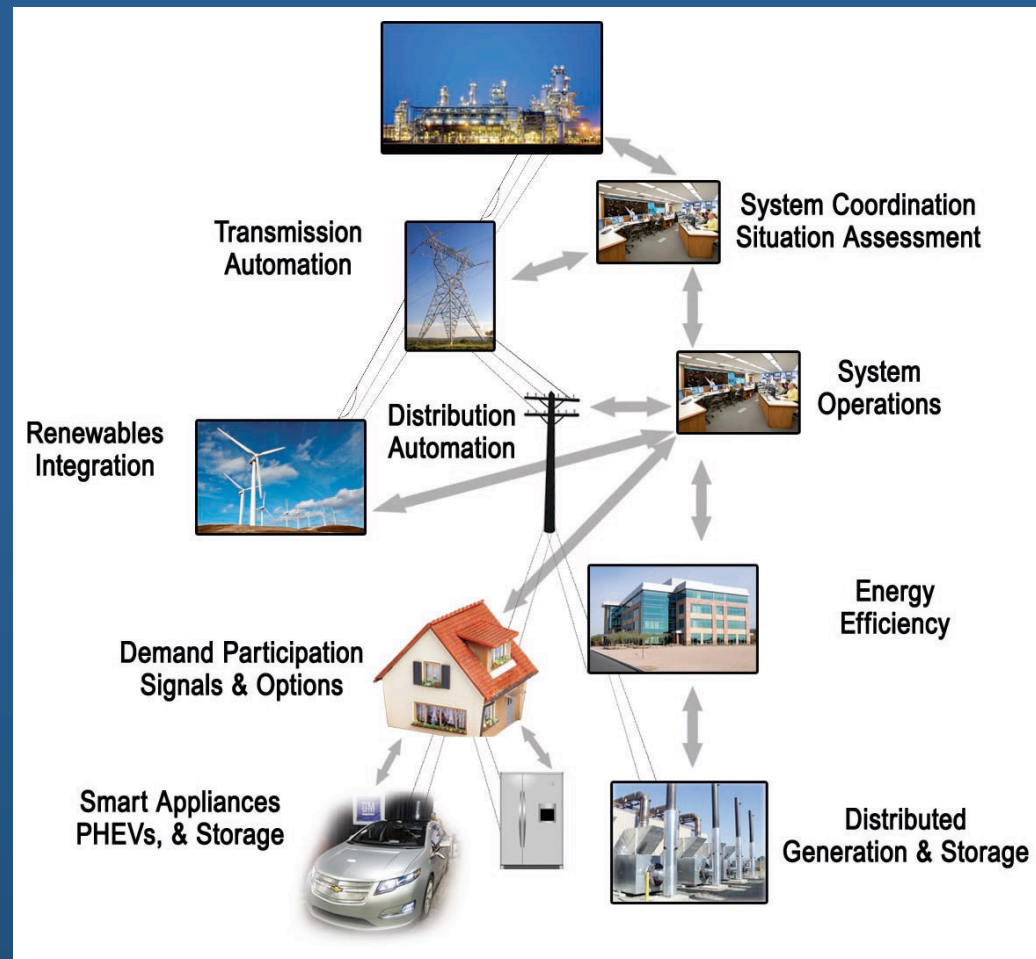 System Coordination
Situation Assessment
Transmission
Automation
System
Operations
Distribution
Automation
Renewables
Integration
Energy
Efficiency
Demand Participation
Signals & Options
Smart Appliances
PHEVs, & Storage
GM
Distributed
Generation & Storage